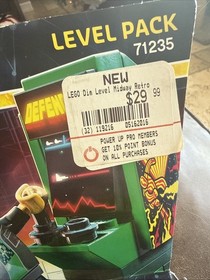 LEVEL PACK
71235
NEW
LEGO Dim Level Midway Retro
$29 99
(32) 119216 05162016
POWER UP PRO MEMBERS
GET 10% POINT BONUS
ON ALL PURCHASES
DEFEN